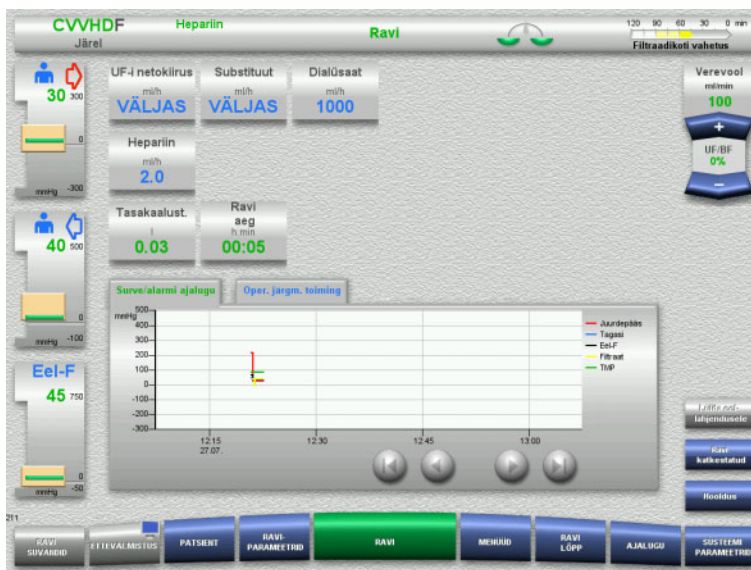 CVVHDF
Järel
Hepariin
Ravi
120 90 60 30 0 min
Filtraadikoti vahetus
30 300
0
mmHg -300
40 500
0
mmHg -100
Eel-F
45 750
0
mmHg -50
UF-i netokiirus
ml/h
VÄLJAS
Substituut
ml/h
VÄLJAS
Dialüsaat
ml/h
1000
Hepariin
ml/h
2.0
Tasakaalust.
l
0.03
Ravi
aeg
h:min
00:05
Verevool
ml/min
100
+
UF/BF
0%
−
Surve/alarmi ajalugu
Oper. järgm. toiming
mmHg
500
400
300
200
100
0
-100
-200
-300
12:15
27.07.
12:30
12:45
13:00
Juurdepääs
Tagasi
Eel-F
Filtraat
TMP
lahjendusele
Ravi
katkestatud
Hooldus
211
RAVI
SUVANDID
ETTEVALMISTUS
PATSIENT
RAVI-
PARAMEETRID
RAVI
MENÜÜD
RAVI
LÕPP
AJALUGU
SÜSTEEMI
PARAMEETRID